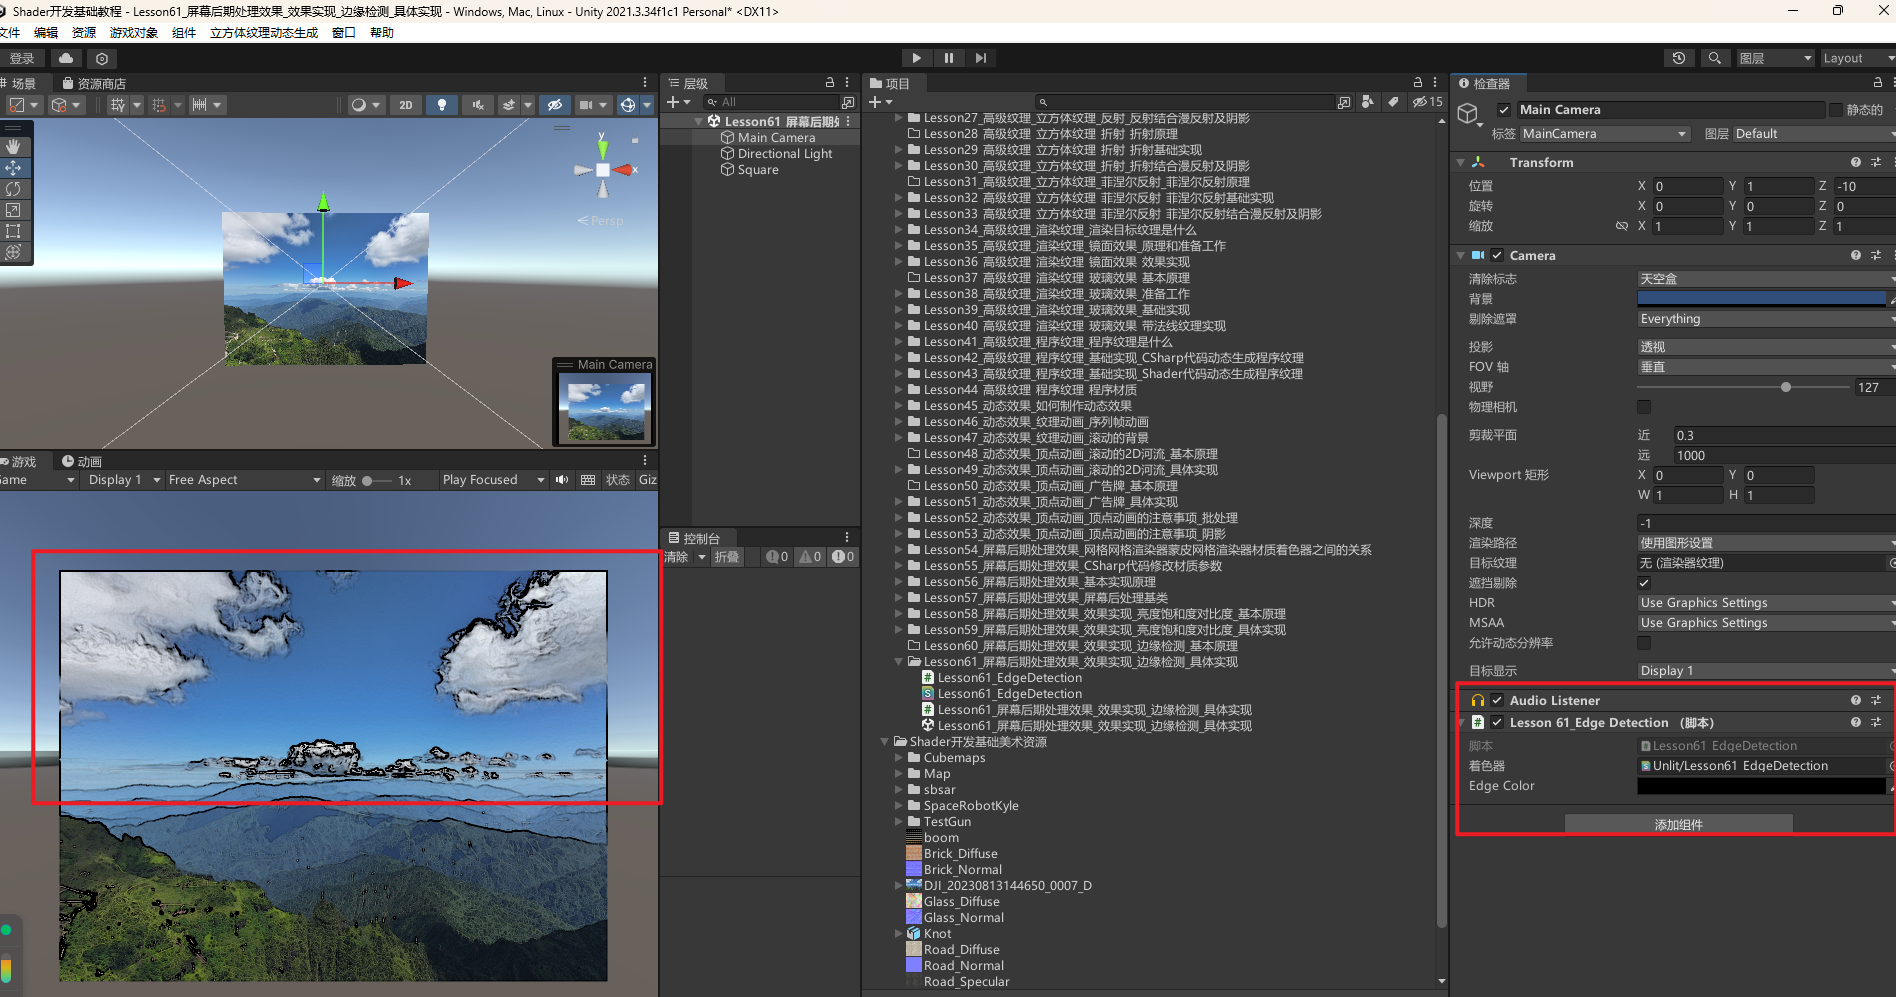 Shader开发基础教程 - Lesson61_屏幕后期处理效果_效果实现_边缘检测_具体实现 - Windows, Mac, Linux - Unity 2021.3.34f1c1 Personal* <DX11>
文件 编辑 资源 游戏对象 组件 立方体纹理动态生成 窗口 帮助
登录
图层 Layout
场景 资源商店
2D
y
x
Persp
Main Camera
游戏 动画
Game Display 1 Free Aspect 缩放 1x Play Focused 状态 Giz
层级
All
Lesson61_屏幕后期处
Main Camera
Directional Light
Square
控制台
清除 折叠 0 0 0
项目
15
Lesson27_高级纹理_立方体纹理_反射_反射结合漫反射及阴影
Lesson28_高级纹理_立方体纹理_折射_折射原理
Lesson29_高级纹理_立方体纹理_折射_折射基础实现
Lesson30_高级纹理_立方体纹理_折射_折射结合漫反射及阴影
Lesson31_高级纹理_立方体纹理_菲涅尔反射_菲涅尔反射原理
Lesson32_高级纹理_立方体纹理_菲涅尔反射_菲涅尔反射基础实现
Lesson33_高级纹理_立方体纹理_菲涅尔反射_菲涅尔反射结合漫反射及阴影
Lesson34_高级纹理_渲染纹理_渲染目标纹理是什么
Lesson35_高级纹理_渲染纹理_镜面效果_原理和准备工作
Lesson36_高级纹理_渲染纹理_镜面效果_效果实现
Lesson37_高级纹理_渲染纹理_玻璃效果_基本原理
Lesson38_高级纹理_渲染纹理_玻璃效果_准备工作
Lesson39_高级纹理_渲染纹理_玻璃效果_基础实现
Lesson40_高级纹理_渲染纹理_玻璃效果_带法线纹理实现
Lesson41_高级纹理_程序纹理_程序纹理是什么
Lesson42_高级纹理_程序纹理_基础实现_CSharp代码动态生成程序纹理
Lesson43_高级纹理_程序纹理_基础实现_Shader代码动态生成程序纹理
Lesson44_高级纹理_程序纹理_程序材质
Lesson45_动态效果_如何制作动态效果
Lesson46_动态效果_纹理动画_序列帧动画
Lesson47_动态效果_纹理动画_滚动的背景
Lesson48_动态效果_顶点动画_滚动的2D河流_基本原理
Lesson49_动态效果_顶点动画_滚动的2D河流_具体实现
Lesson50_动态效果_顶点动画_广告牌_基本原理
Lesson51_动态效果_顶点动画_广告牌_具体实现
Lesson52_动态效果_顶点动画_顶点动画的注意事项_批处理
Lesson53_动态效果_顶点动画_顶点动画的注意事项_阴影
Lesson54_屏幕后期处理效果_网格网格渲染器蒙皮网格渲染器材质着色器之间的关系
Lesson55_屏幕后期处理效果_CSharp代码修改材质参数
Lesson56_屏幕后期处理效果_基本实现原理
Lesson57_屏幕后期处理效果_屏幕后处理基类
Lesson58_屏幕后期处理效果_效果实现_亮度饱和度对比度_基本原理
Lesson59_屏幕后期处理效果_效果实现_亮度饱和度对比度_具体实现
Lesson60_屏幕后期处理效果_效果实现_边缘检测_基本原理
Lesson61_屏幕后期处理效果_效果实现_边缘检测_具体实现
Lesson61_EdgeDetection
Lesson61_EdgeDetection
Lesson61_屏幕后期处理效果_效果实现_边缘检测_具体实现
Lesson61_屏幕后期处理效果_效果实现_边缘检测_具体实现
Shader开发基础美术资源
Cubemaps
Map
sbsar
SpaceRobotKyle
TestGun
boom
Brick_Diffuse
Brick_Normal
DJI_20230813144650_0007_D
Glass_Diffuse
Glass_Normal
Knot
Road_Diffuse
Road_Normal
Road_Specular
检查器
Main Camera 静态的
标签 MainCamera 图层 Default
Transform
位置 X 0 Y 1 Z -10
旋转 X 0 Y 0 Z 0
缩放 X 1 Y 1 Z 1
Camera
清除标志 天空盒
背景
剔除遮罩 Everything
投影 透视
FOV 轴 垂直
视野 127
物理相机
剪裁平面 近 0.3
远 1000
Viewport 矩形 X 0 Y 0
W 1 H 1
深度 -1
渲染路径 使用图形设置
目标纹理 无 (渲染器纹理)
遮挡剔除
HDR Use Graphics Settings
MSAA Use Graphics Settings
允许动态分辨率
目标显示 Display 1
Audio Listener
Lesson 61_Edge Detection （脚本）
脚本 Lesson61_EdgeDetection
着色器 Unlit/Lesson61_EdgeDetection
Edge Color
添加组件